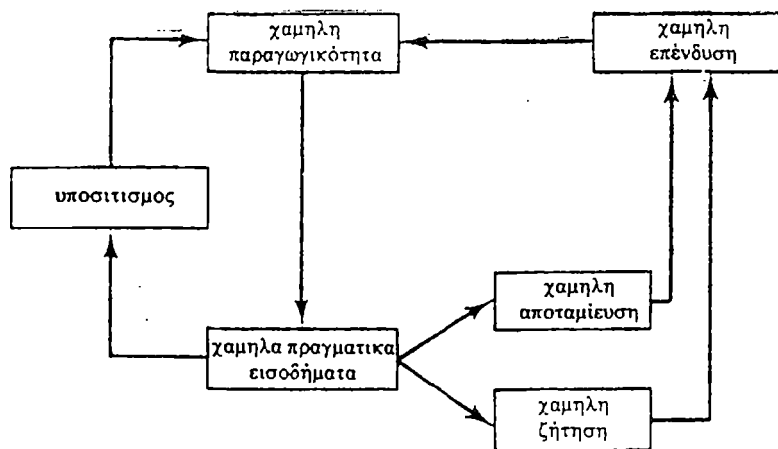 χαμηλη
παραγωγικότητα
χαμηλη
επένδυση
υποσιτισμος
χαμηλη
αποταμίευση
χαμηλα πραγματικα
εισοδήματα
χαμηλη
ζήτηση